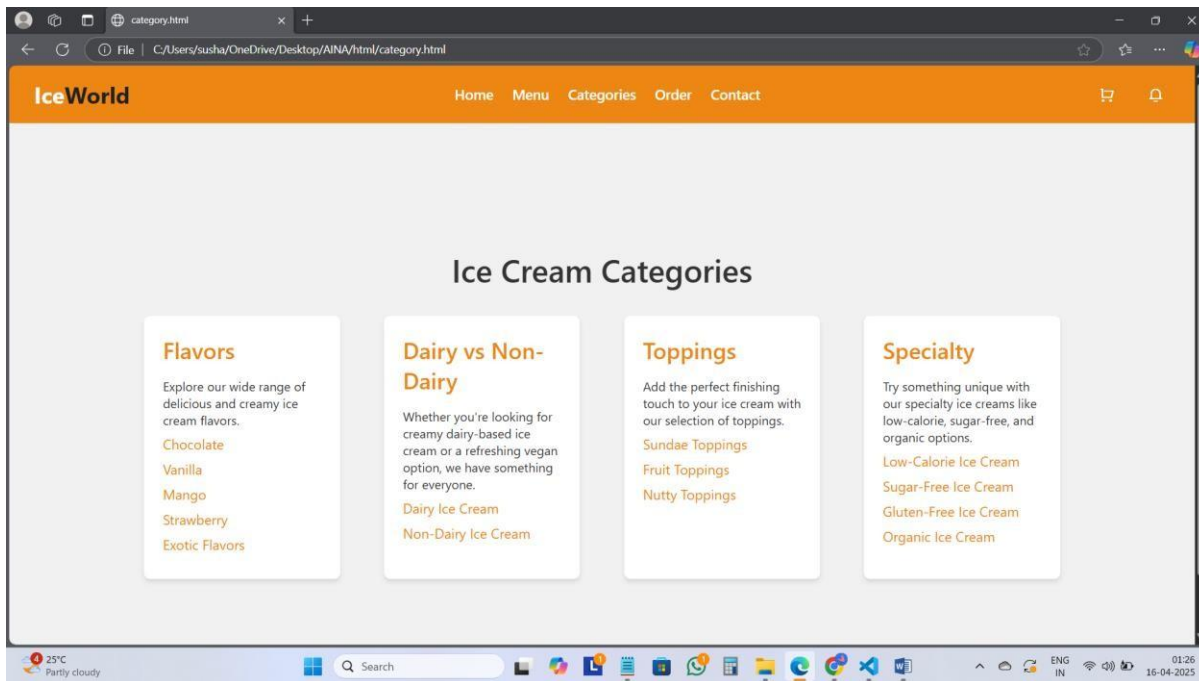 category.html
File | C:/Users/susha/OneDrive/Desktop/AINA/html/category.html
IceWorld
Home Menu Categories Order Contact
Ice Cream Categories
Flavors
Explore our wide range of
delicious and creamy ice
cream flavors.
Chocolate
Vanilla
Mango
Strawberry
Exotic Flavors
Dairy vs Non-
Dairy
Whether you're looking for
creamy dairy-based ice
cream or a refreshing vegan
option, we have something
for everyone.
Dairy Ice Cream
Non-Dairy Ice Cream
Toppings
Add the perfect finishing
touch to your ice cream with
our selection of toppings.
Sundae Toppings
Fruit Toppings
Nutty Toppings
Specialty
Try something unique with
our specialty ice creams like
low-calorie, sugar-free, and
organic options.
Low-Calorie Ice Cream
Sugar-Free Ice Cream
Gluten-Free Ice Cream
Organic Ice Cream
4
25°C
Partly cloudy
Search
ENG
IN
01:26
16-04-2025